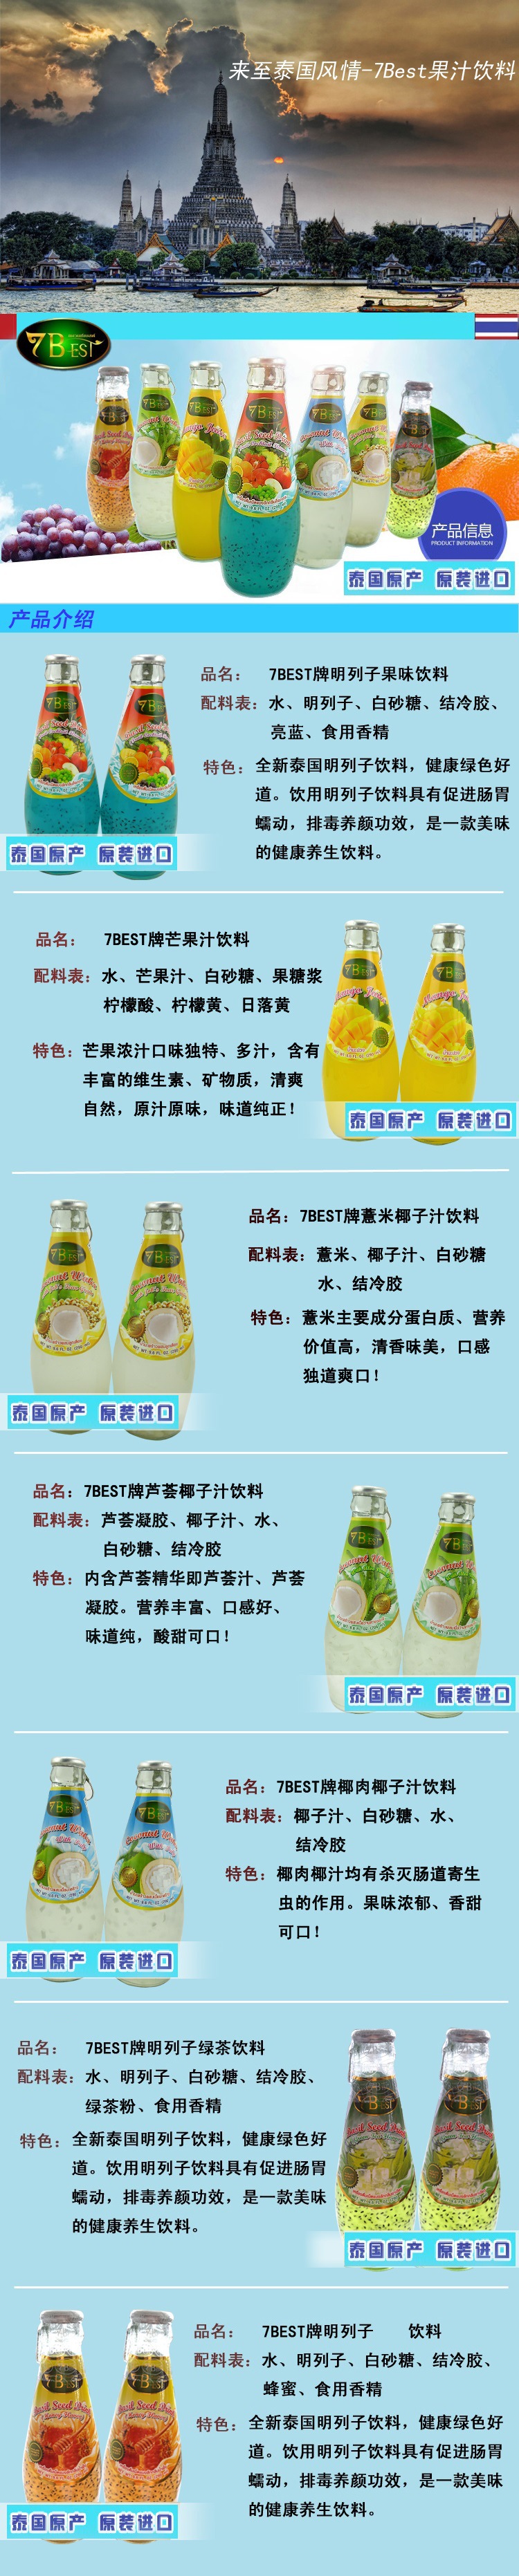 来至泰国风情-7Best果汁饮料
7BEST
产品信息
PRODUCT INFORMATION
泰国原产 原装进口
产品介绍
品名： 7BEST牌明列子果味饮料
配料表：水、明列子、白砂糖、结冷胶、
亮蓝、食用香精
特色：全新泰国明列子饮料，健康绿色好
道。饮用明列子饮料具有促进肠胃
蠕动，排毒养颜功效，是一款美味
的健康养生饮料。
泰国原产 原装进口
品名： 7BEST牌芒果汁饮料
配料表：水、芒果汁、白砂糖、果糖浆
柠檬酸、柠檬黄、日落黄
特色：芒果浓汁口味独特、多汁，含有
丰富的维生素、矿物质，清爽
自然，原汁原味，味道纯正！
泰国原产 原装进口
品名：7BEST牌薏米椰子汁饮料
配料表：薏米、椰子汁、白砂糖
水、结冷胶
特色：薏米主要成分蛋白质、营养
价值高，清香味美，口感
独道爽口！
泰国原产 原装进口
品名：7BEST牌芦荟椰子汁饮料
配料表：芦荟凝胶、椰子汁、水、
白砂糖、结冷胶
特色：内含芦荟精华即芦荟汁、芦荟
凝胶。营养丰富、口感好、
味道纯，酸甜可口！
泰国原产 原装进口
品名：7BEST牌椰肉椰子汁饮料
配料表：椰子汁、白砂糖、水、
结冷胶
特色：椰肉椰汁均有杀灭肠道寄生
虫的作用。果味浓郁、香甜
可口！
泰国原产 原装进口
品名： 7BEST牌明列子绿茶饮料
配料表：水、明列子、白砂糖、结冷胶、
绿茶粉、食用香精
特色：全新泰国明列子饮料，健康绿色好
道。饮用明列子饮料具有促进肠胃
蠕动，排毒养颜功效，是一款美味
的健康养生饮料。
泰国原产 原装进口
品名： 7BEST牌明列子 饮料
配料表：水、明列子、白砂糖、结冷胶、
蜂蜜、食用香精
特色：全新泰国明列子饮料，健康绿色好
道。饮用明列子饮料具有促进肠胃
蠕动，排毒养颜功效，是一款美味
的健康养生饮料。
泰国原产 原装进口